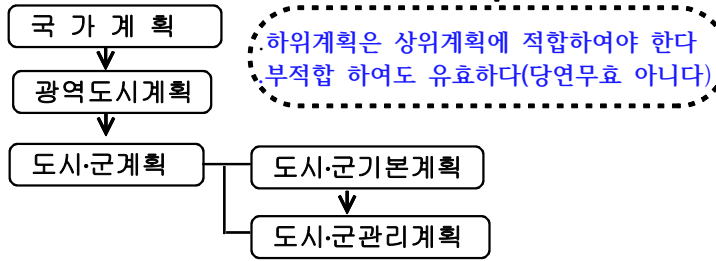 국 가 계 획
.하위계획은 상위계획에 적합하여야 한다
.부적합 하여도 유효하다(당연무효 아니다)
광역도시계획
도시·군계획
도시·군기본계획
도시·군관리계획